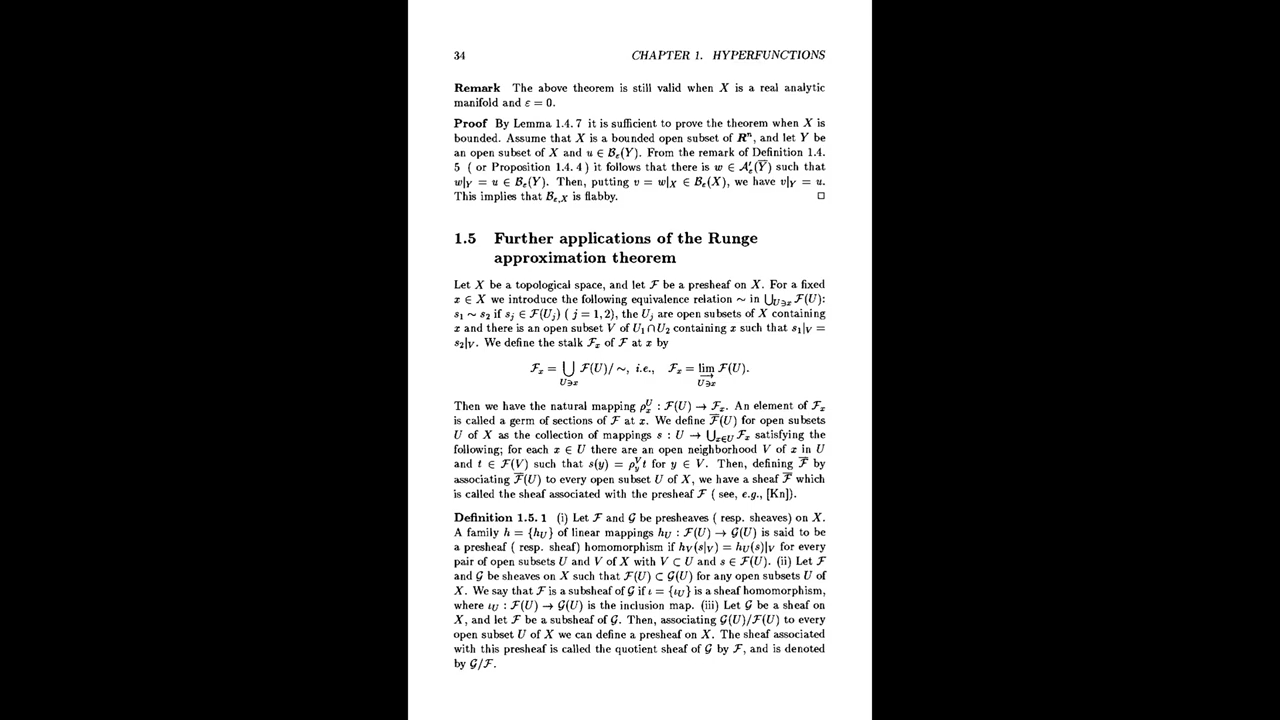 34 CHAPTER 1. HYPERFUNCTIONS
Remark The above theorem is still valid when X is a real analytic
manifold and ε = 0.
Proof By Lemma 1.4. 7 it is sufficient to prove the theorem when X is
bounded. Assume that X is a bounded open subset of Rⁿ, and let Y be
an open subset of X and u ∈ 𝓑_ε(Y). From the remark of Definition 1.4.
5 ( or Proposition 1.4. 4 ) it follows that there is w ∈ 𝓐′_ε(Y̅) such that
w|_Y = u ∈ 𝓑_ε(Y). Then, putting v = w|_X ∈ 𝓑_ε(X), we have v|_Y = u.
This implies that 𝓑_{ε,X} is flabby. □
1.5 Further applications of the Runge
approximation theorem
Let X be a topological space, and let 𝓕 be a presheaf on X. For a fixed
x ∈ X we introduce the following equivalence relation ∼ in ⋃_{U∋x} 𝓕(U):
s₁ ∼ s₂ if s_j ∈ 𝓕(U_j) ( j = 1, 2), the U_j are open subsets of X containing
x and there is an open subset V of U₁ ∩ U₂ containing x such that s₁|_V =
s₂|_V. We define the stalk 𝓕_x of 𝓕 at x by
𝓕_x = ⋃_{U∋x} 𝓕(U)/ ∼, i.e., 𝓕_x = lim→_{U∋x} 𝓕(U).
Then we have the natural mapping ρ^U_x : 𝓕(U) → 𝓕_x. An element of 𝓕_x
is called a germ of sections of 𝓕 at x. We define 𝓕̅(U) for open subsets
U of X as the collection of mappings s : U → ⋃_{x∈U} 𝓕_x satisfying the
following; for each x ∈ U there are an open neighborhood V of x in U
and t ∈ 𝓕(V) such that s(y) = ρ^V_y t for y ∈ V. Then, defining 𝓕̅ by
associating 𝓕̅(U) to every open subset U of X, we have a sheaf 𝓕̅ which
is called the sheaf associated with the presheaf 𝓕 ( see, e.g., [Kn]).
Definition 1.5. 1 (i) Let 𝓕 and 𝓖 be presheaves ( resp. sheaves) on X.
A family h = {h_U} of linear mappings h_U : 𝓕(U) → 𝓖(U) is said to be
a presheaf ( resp. sheaf) homomorphism if h_V(s|_V) = h_U(s)|_V for every
pair of open subsets U and V of X with V ⊂ U and s ∈ 𝓕(U). (ii) Let 𝓕
and 𝓖 be sheaves on X such that 𝓕(U) ⊂ 𝓖(U) for any open subsets U of
X. We say that 𝓕 is a subsheaf of 𝓖 if ι = {ι_U} is a sheaf homomorphism,
where ι_U : 𝓕(U) → 𝓖(U) is the inclusion map. (iii) Let 𝓖 be a sheaf on
X, and let 𝓕 be a subsheaf of 𝓖. Then, associating 𝓖(U)/𝓕(U) to every
open subset U of X we can define a presheaf on X. The sheaf associated
with this presheaf is called the quotient sheaf of 𝓖 by 𝓕, and is denoted
by 𝓖/𝓕.